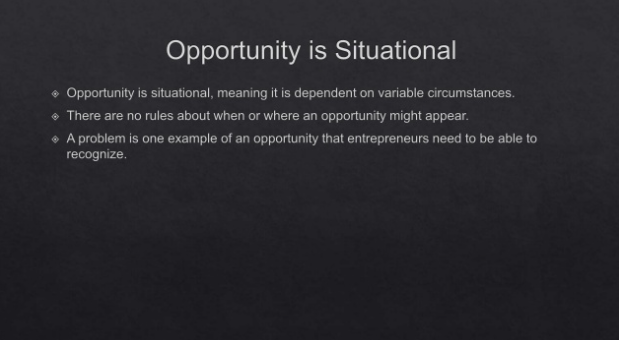 Opportunity is Situational
Opportunity is situational, meaning it is dependent on variable circumstances.
There are no rules about when or where an opportunity might appear.
A problem is one example of an opportunity that entrepreneurs need to be able to
recognize.